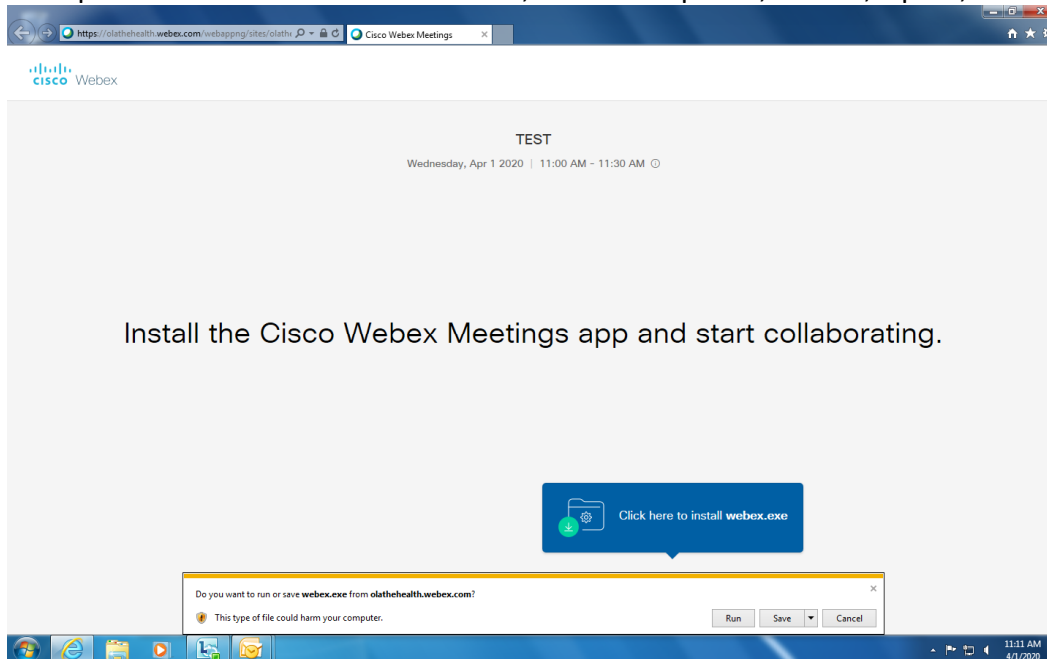 https://olathehealth.webex.com/webappng/sites/olathe
Cisco Webex Meetings
cisco Webex
TEST
Wednesday, Apr 1 2020 | 11:00 AM - 11:30 AM
Install the Cisco Webex Meetings app and start collaborating.
Click here to install webex.exe
Do you want to run or save webex.exe from olathehealth.webex.com?
This type of file could harm your computer.
Run Save Cancel
11:11 AM
4/1/2020